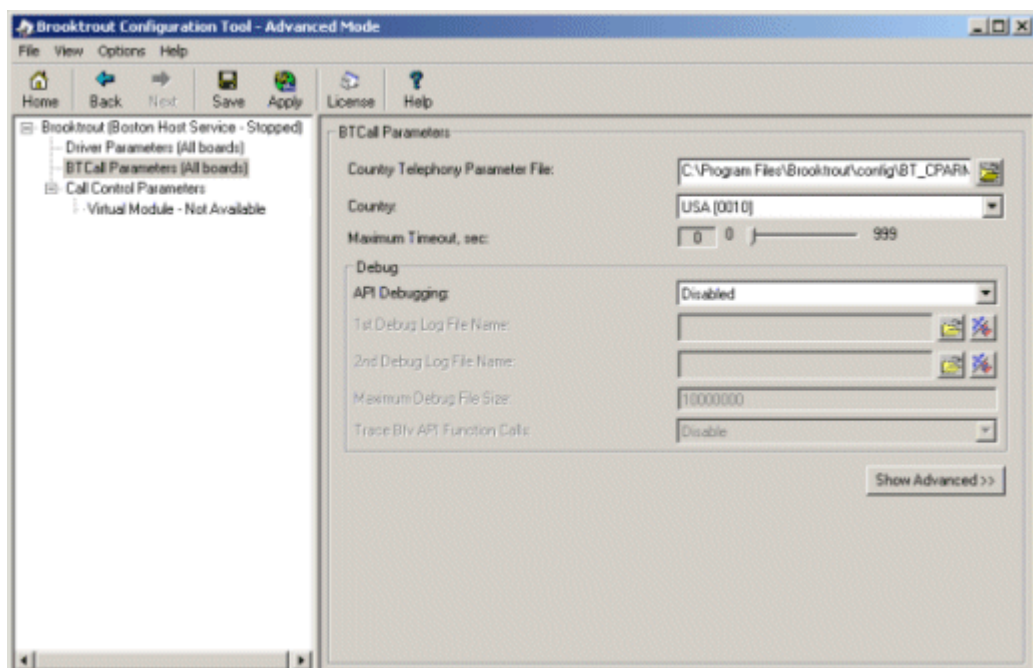 Brooktrout Configuration Tool - Advanced Mode
File View Options Help
Home Back Next Save Apply License Help
Brooktrout (Boston Host Service - Stopped)
Driver Parameters (All boards)
BTCall Parameters (All boards)
Call Control Parameters
Virtual Module - Not Available
BTCall Parameters
Country Telephony Parameter File: C:\Program Files\Brooktrout\config\BT_CPARM
Country: USA (0010)
Maximum Timeout, sec: 0 0 999
Debug
API Debugging: Disabled
1st Debug Log File Name:
2nd Debug Log File Name:
Maximum Debug File Size: 10000000
Trace Bfv API Function Calls: Disable
Show Advanced >>